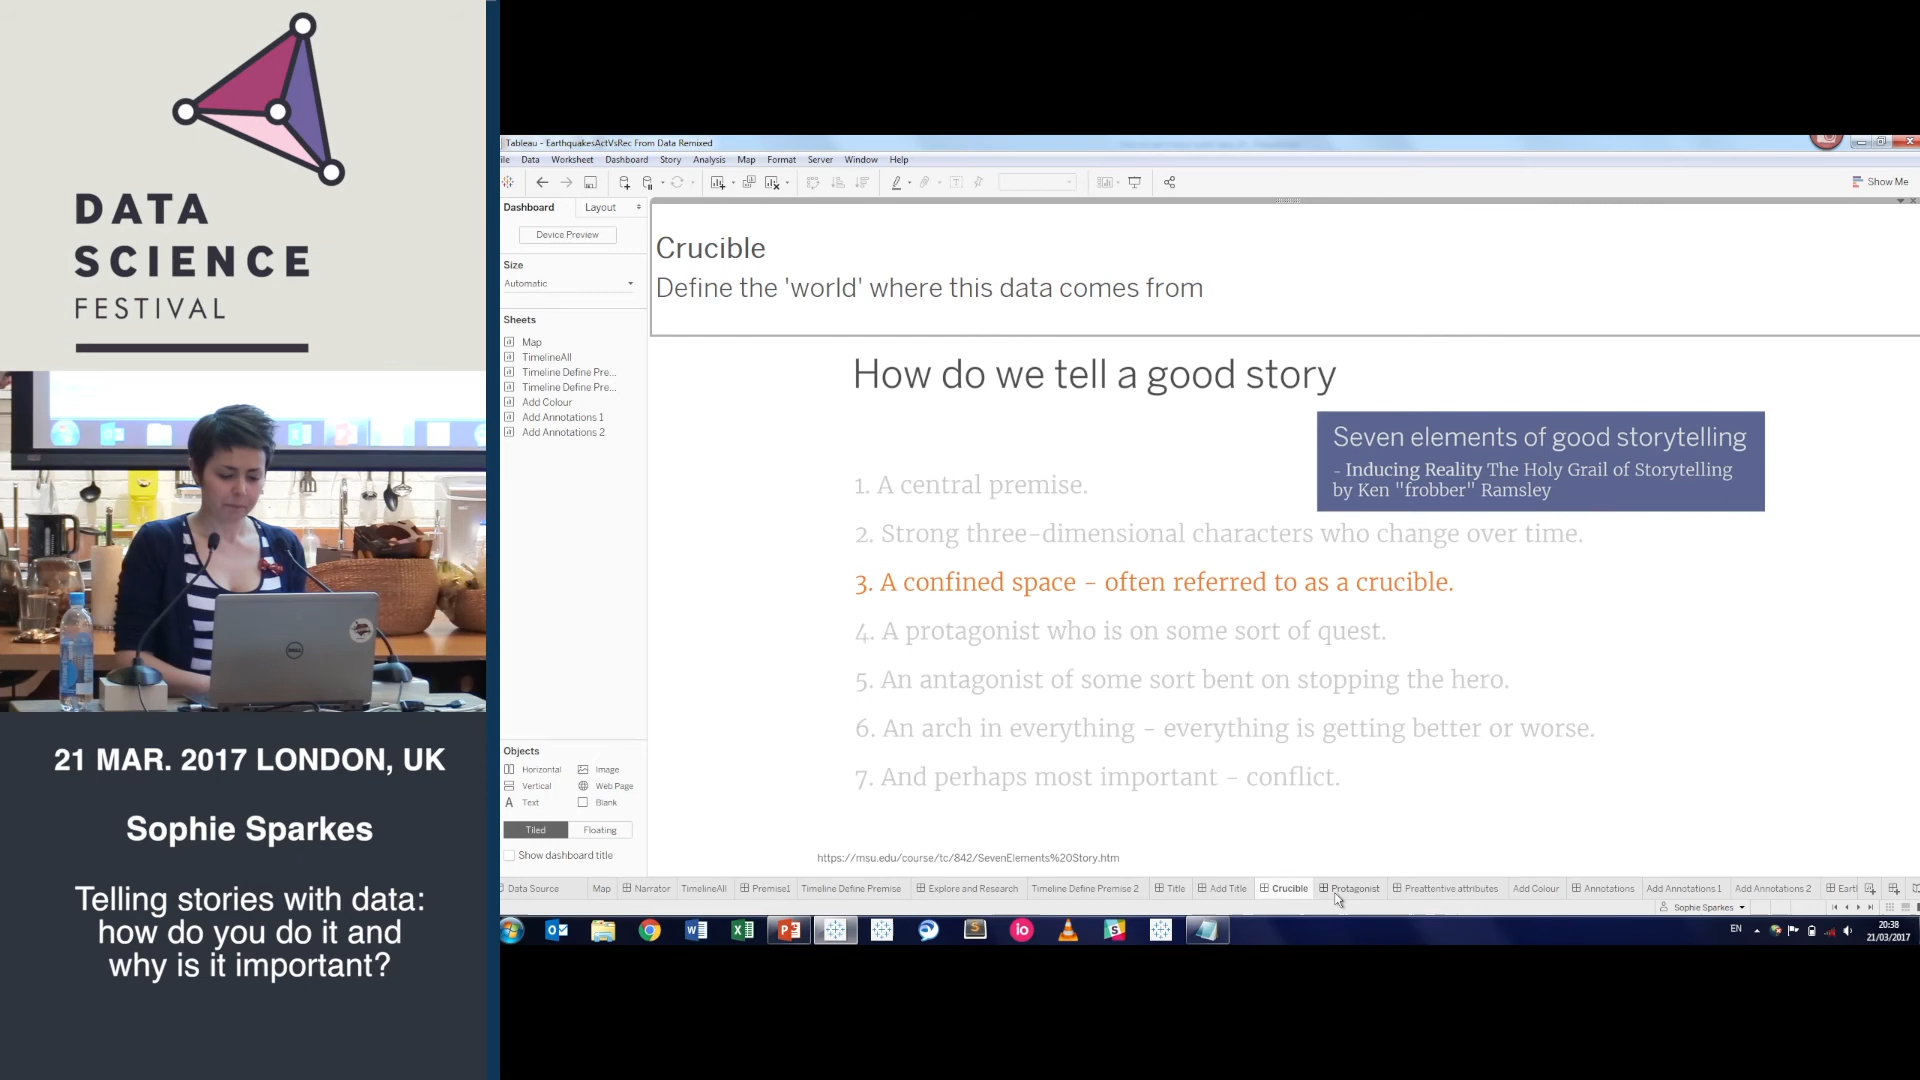 DATA
SCIENCE
FESTIVAL
21 MAR. 2017 LONDON, UK
Sophie Sparkes
Telling stories with data:
how do you do it and
why is it important?
Tableau - EarthquakesActVsRec From Data Remixed
ile Data Worksheet Dashboard Story Analysis Map Format Server Window Help
Show Me
Dashboard Layout
Device Preview
Size
Automatic
Sheets
Map
TimelineAll
Timeline Define Pre...
Timeline Define Pre...
Add Colour
Add Annotations 1
Add Annotations 2
Objects
Horizontal Image
Vertical Web Page
A Text Blank
Tiled Floating
Show dashboard title
Crucible
Define the 'world' where this data comes from
How do we tell a good story
Seven elements of good storytelling
- Inducing Reality The Holy Grail of Storytelling
by Ken "frobber" Ramsley
1. A central premise.
2. Strong three-dimensional characters who change over time.
3. A confined space - often referred to as a crucible.
4. A protagonist who is on some sort of quest.
5. An antagonist of some sort bent on stopping the hero.
6. An arch in everything - everything is getting better or worse.
7. And perhaps most important - conflict.
https://msu.edu/course/tc/842/SevenElements%20Story.htm
Data Source Map Narrator TimelineAll Premise1 Timeline Define Premise Explore and Research Timeline Define Premise 2 Title Add Title Crucible Protagonist Preattentive attributes Add Colour Annotations Add Annotations 1 Add Annotations 2 Eartl
Sophie Sparkes
EN
20:38
21/03/2017
DELL
io